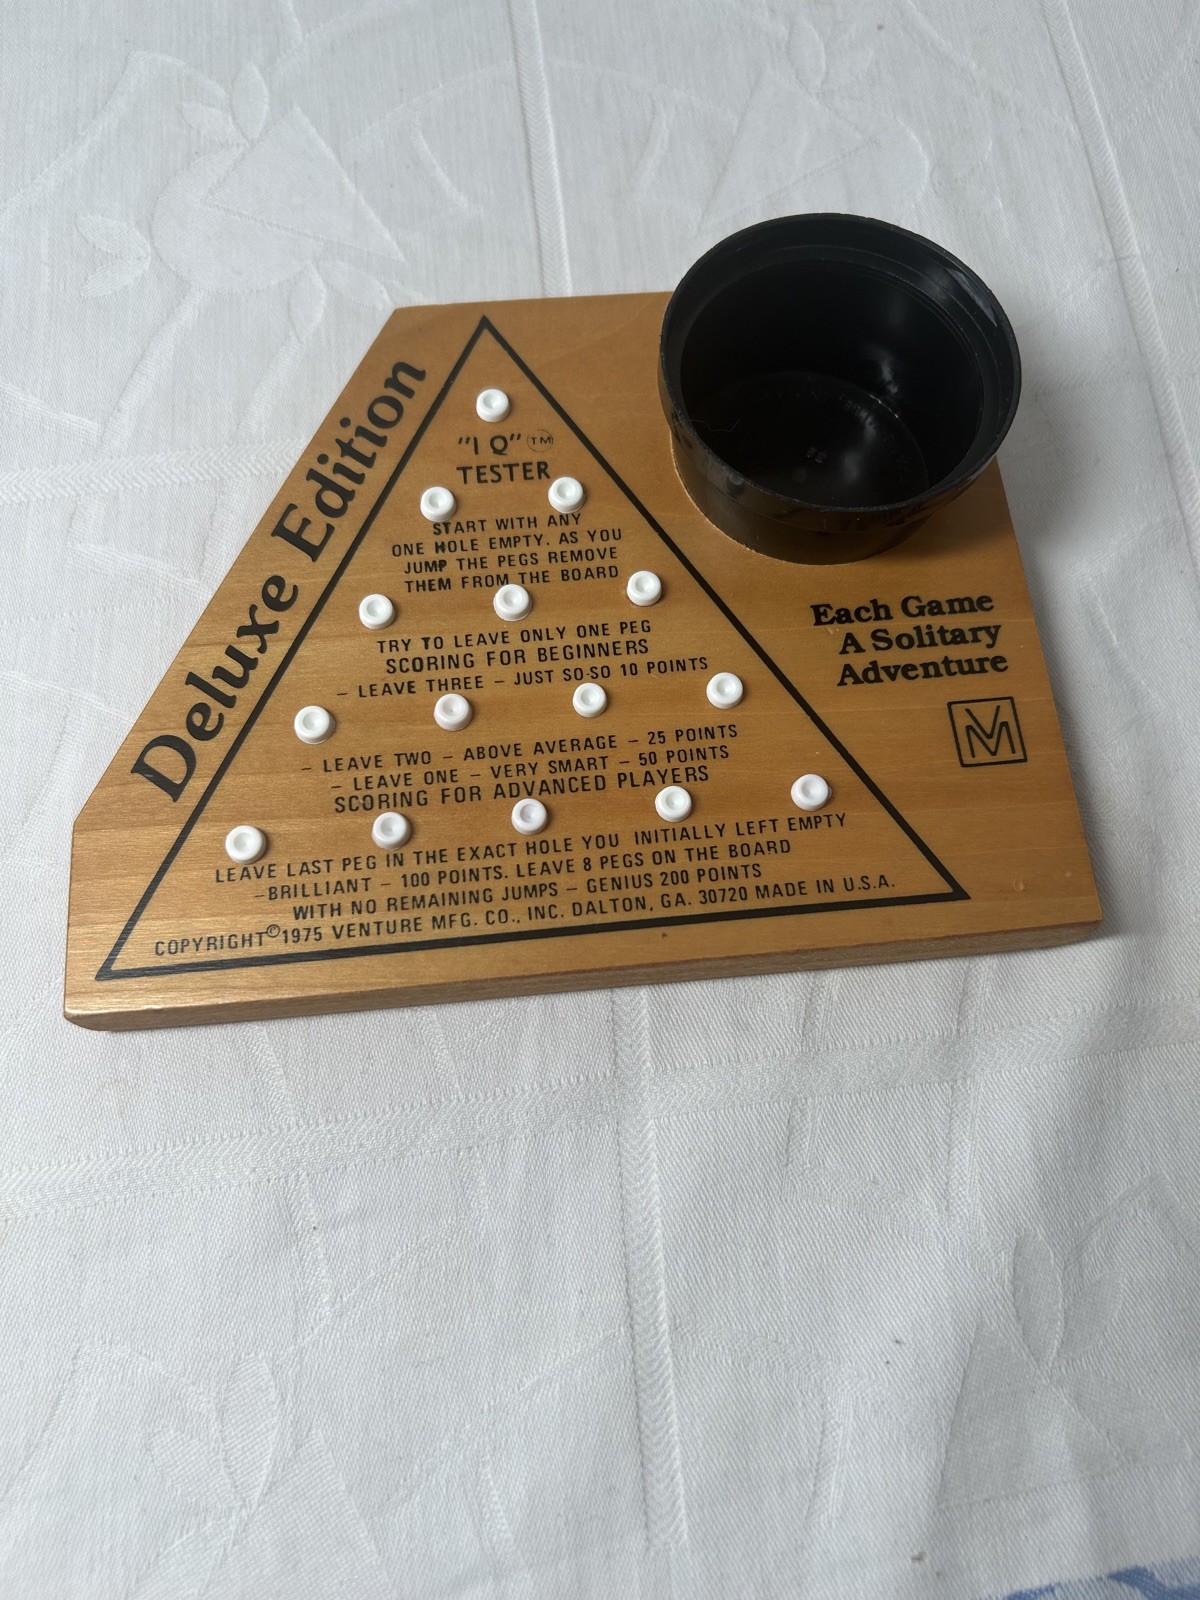 Deluxe Edition
"I Q" TM
TESTER
START WITH ANY
ONE HOLE EMPTY. AS YOU
JUMP THE PEGS REMOVE
THEM FROM THE BOARD
TRY TO LEAVE ONLY ONE PEG
SCORING FOR BEGINNERS
– LEAVE THREE – JUST SO-SO 10 POINTS
– LEAVE TWO – ABOVE AVERAGE – 25 POINTS
– LEAVE ONE – VERY SMART – 50 POINTS
SCORING FOR ADVANCED PLAYERS
LEAVE LAST PEG IN THE EXACT HOLE YOU INITIALLY LEFT EMPTY
–BRILLIANT – 100 POINTS. LEAVE 8 PEGS ON THE BOARD
WITH NO REMAINING JUMPS – GENIUS 200 POINTS
COPYRIGHT©1975 VENTURE MFG. CO., INC. DALTON, GA. 30720 MADE IN U.S.A.
Each Game
A Solitary
Adventure
VM